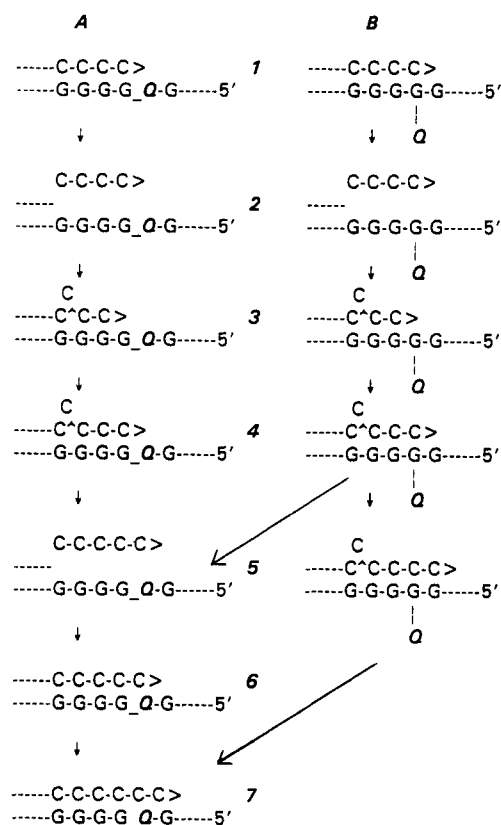 A B
-----C-C-C-C> 1 -----C-C-C-C>
-----G-G-G-G_Q-G------5' -----G-G-G-G-G------5'
Q
C-C-C-C> C-C-C-C>
----- 2 -----
-----G-G-G-G_Q-G------5' -----G-G-G-G-G------5'
Q
C C
-----C^C-C> 3 -----C^C-C>
-----G-G-G-G_Q-G------5' -----G-G-G-G-G------5'
Q
C C
-----C^C-C-C> 4 -----C^C-C-C>
-----G-G-G-G_Q-G------5' -----G-G-G-G-G------5'
Q
C-C-C-C-C> C
----- 5 -----C^C-C-C-C>
-----G-G-G-G_Q-G------5' -----G-G-G-G-G------5'
Q
-----C-C-C-C-C> 6
-----G-G-G-G_Q-G------5'
-----C-C-C-C-C-C> 7
-----G-G-G-G Q-G------5'